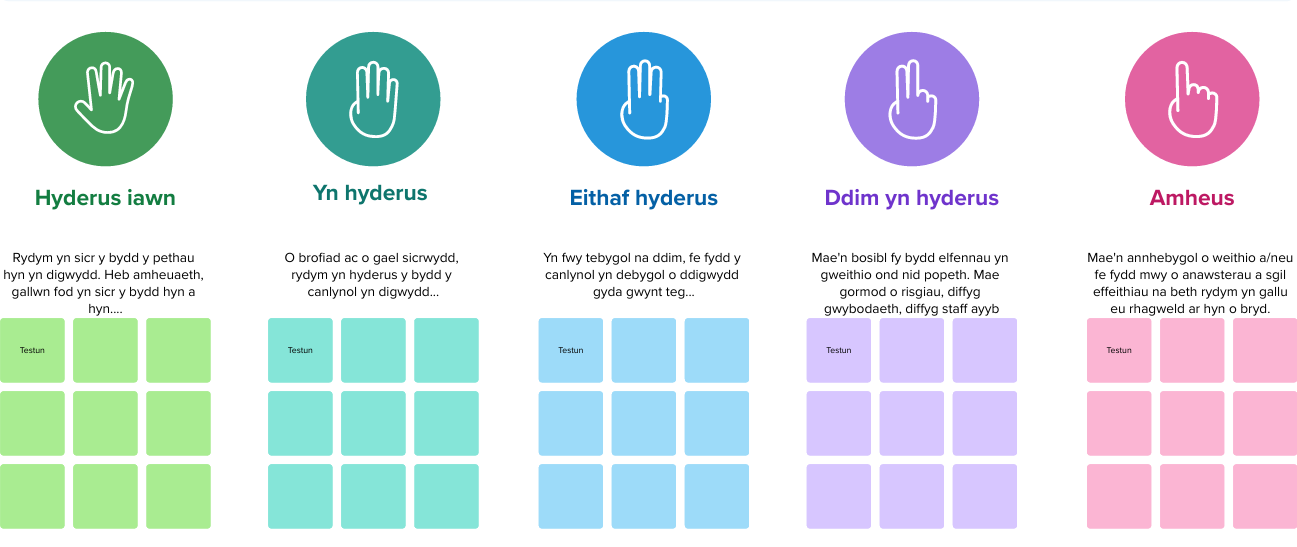 Hyderus iawn
Rydym yn sicr y bydd y pethau
hyn yn digwydd. Heb amheuaeth,
gallwn fod yn sicr y bydd hyn a
hyn....
Testun
Yn hyderus
O brofiad ac o gael sicrwydd,
rydym yn hyderus y bydd y
canlynol yn digwydd...
Testun
Eithaf hyderus
Yn fwy tebygol na ddim, fe fydd y
canlynol yn debygol o ddigwydd
gyda gwynt teg...
Testun
Ddim yn hyderus
Mae'n bosibl fy bydd elfennau yn
gweithio ond nid popeth. Mae
gormod o risgiau, diffyg
gwybodaeth, diffyg staff ayyb
Testun
Amheus
Mae'n annhebygol o weithio a/neu
fe fydd mwy o anawsterau a sgil
effeithiau na beth rydym yn gallu
eu rhagweld ar hyn o bryd.
Testun